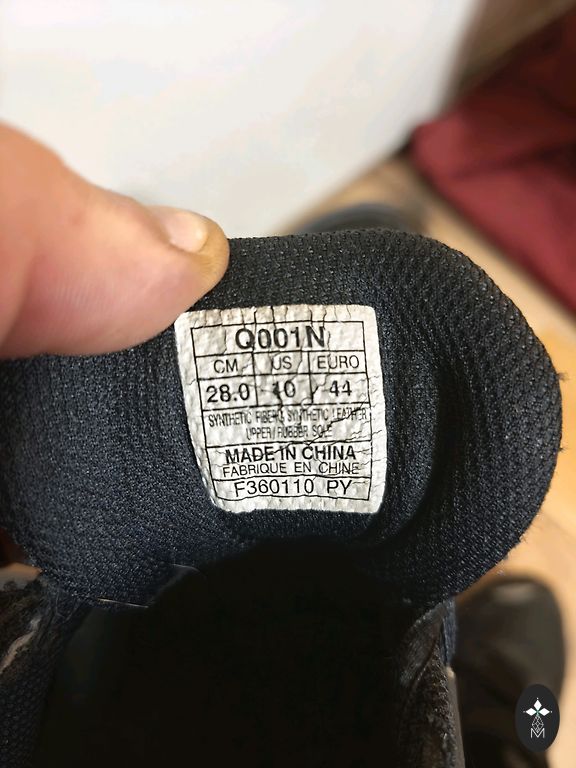 Q001N
CM US EURO
28.0 10 44
SYNTHETIC FIBER & SYNTHETIC LEATHER
UPPER/RUBBER SOLE
MADE IN CHINA
FABRIQUE EN CHINE
F360110 PY
M